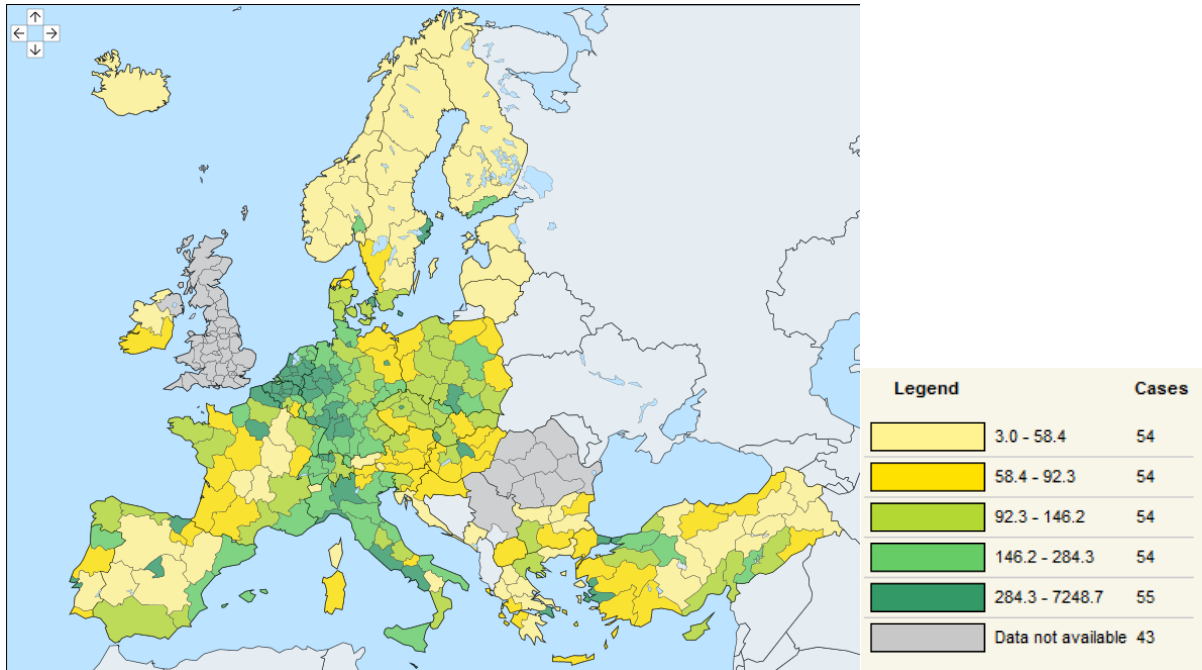 Legend Cases
3.0 - 58.4 54
58.4 - 92.3 54
92.3 - 146.2 54
146.2 - 284.3 54
284.3 - 7248.7 55
Data not available 43